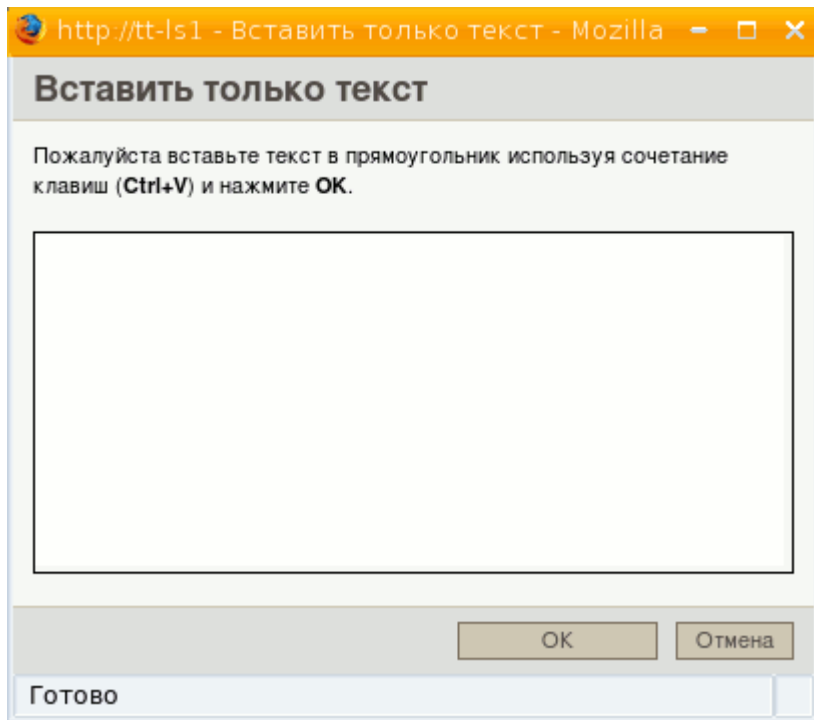 http://tt-ls1 - Вставить только текст - Mozilla
Вставить только текст
Пожалуйста вставьте текст в прямоугольник используя сочетание
клавиш (Ctrl+V) и нажмите OK.
ОК
Отмена
Готово